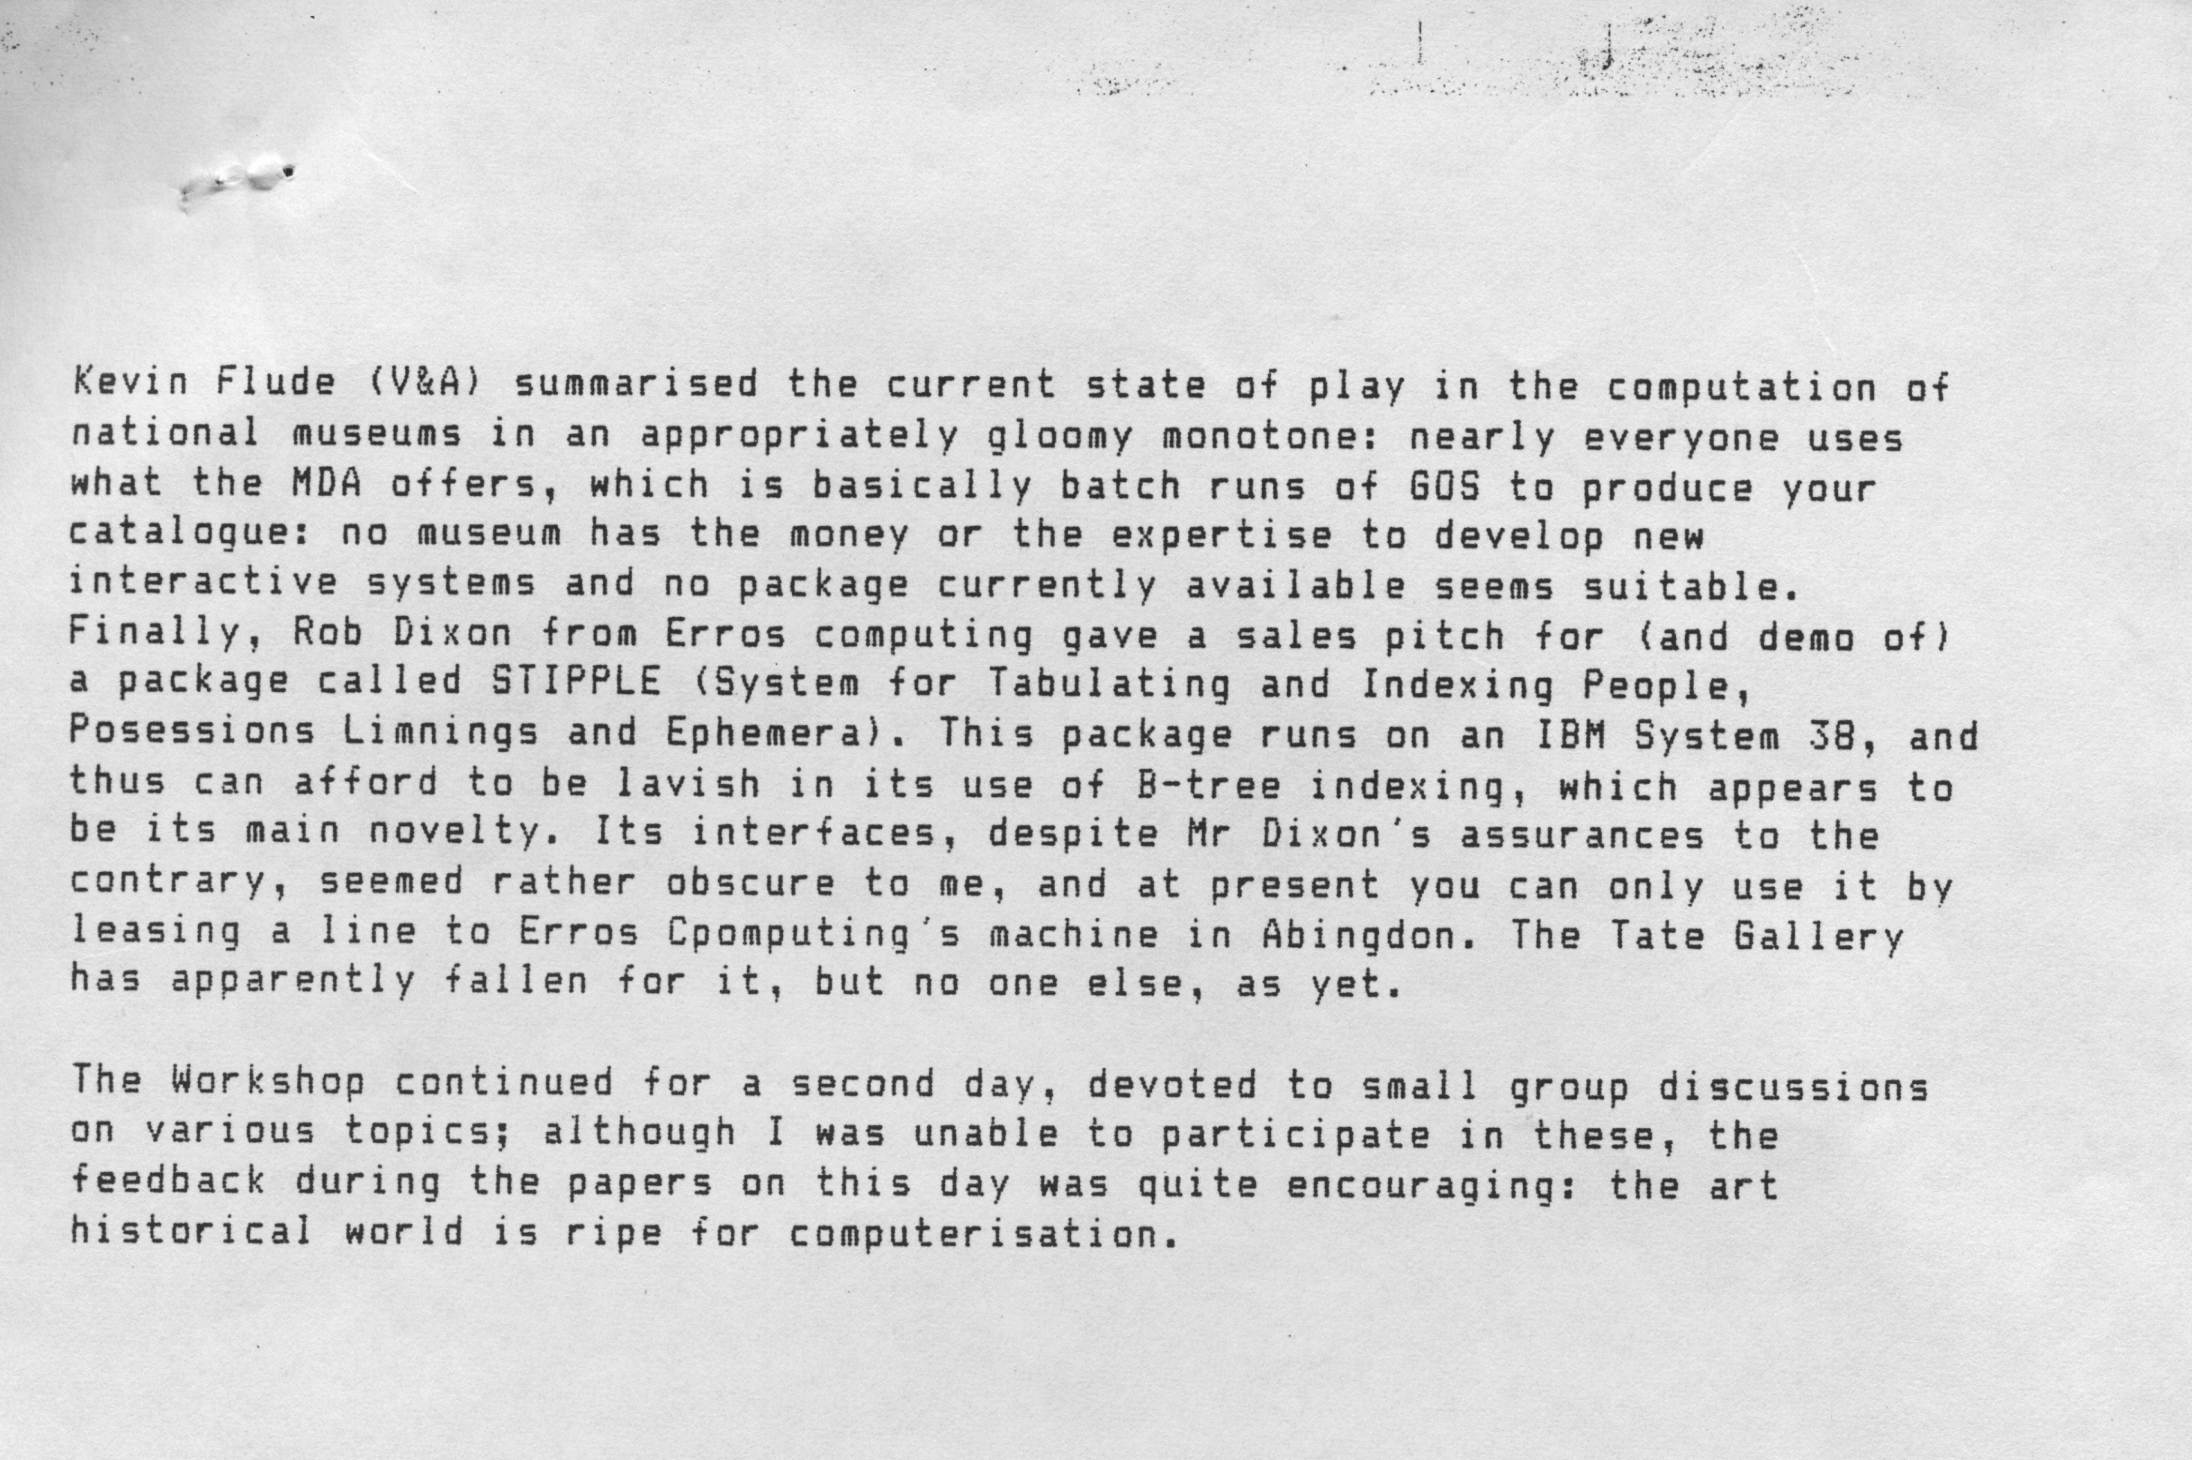 Kevin Flude (V&A) summarised the current state of play in the computation of
national museums in an appropriately gloomy monotone: nearly everyone uses
what the MDA offers, which is basically batch runs of GOS to produce your
catalogue: no museum has the money or the expertise to develop new
interactive systems and no package currently available seems suitable.
Finally, Rob Dixon from Erros computing gave a sales pitch for (and demo of)
a package called STIPPLE (System for Tabulating and Indexing People,
Posessions Limnings and Ephemera). This package runs on an IBM System 38, and
thus can afford to be lavish in its use of B-tree indexing, which appears to
be its main novelty. Its interfaces, despite Mr Dixon's assurances to the
contrary, seemed rather obscure to me, and at present you can only use it by
leasing a line to Erros Cpomputing's machine in Abingdon. The Tate Gallery
has apparently fallen for it, but no one else, as yet.

The Workshop continued for a second day, devoted to small group discussions
on various topics; although I was unable to participate in these, the
feedback during the papers on this day was quite encouraging: the art
historical world is ripe for computerisation.